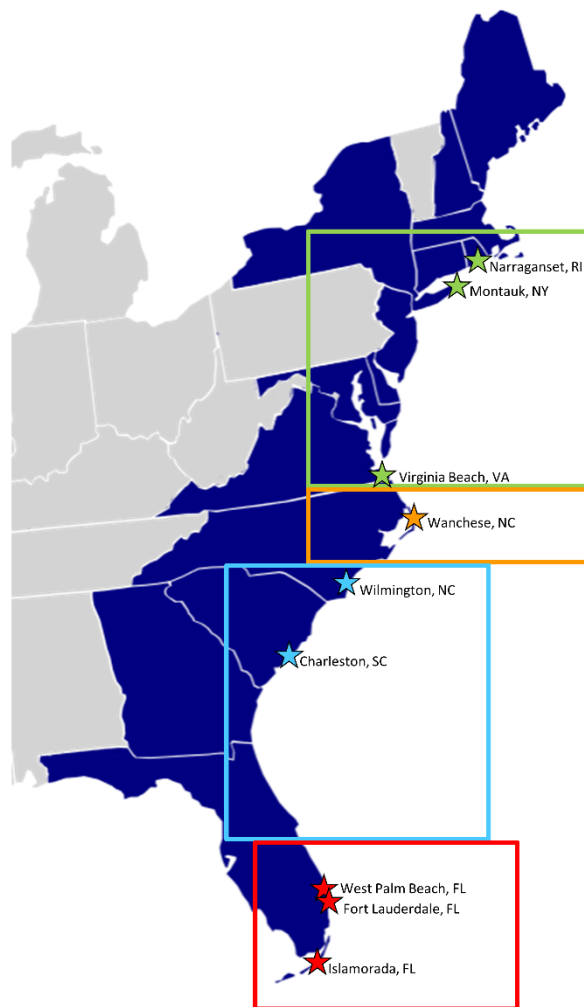 Narraganset, RI
Montauk, NY
Virginia Beach, VA
Wanchese, NC
Wilmington, NC
Charleston, SC
West Palm Beach, FL
Fort Lauderdale, FL
Islamorada, FL